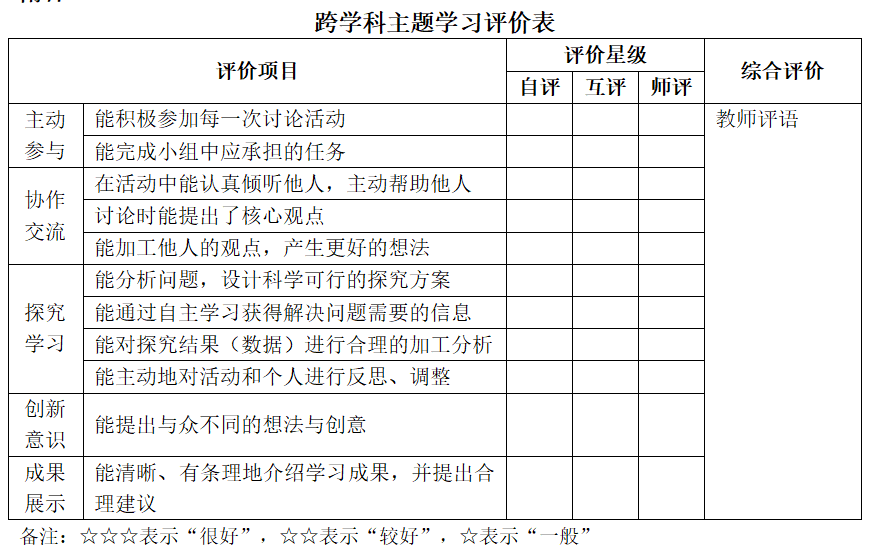 跨学科主题学习评价表
评价项目
评价星级
综合评价
自评
互评
师评
主动
参与
能积极参加每一次讨论活动
能完成小组中应承担的任务
教师评语
协作
交流
在活动中能认真倾听他人，主动帮助他人
讨论时能提出了核心观点
能加工他人的观点，产生更好的想法
探究
学习
能分析问题，设计科学可行的探究方案
能通过自主学习获得解决问题需要的信息
能对探究结果（数据）进行合理的加工分析
能主动地对活动和个人进行反思、调整
创新
意识
能提出与众不同的想法与创意
成果
展示
能清晰、有条理地介绍学习成果，并提出合
理建议
备注：☆☆☆表示“很好”，☆☆表示“较好”，☆表示“一般”